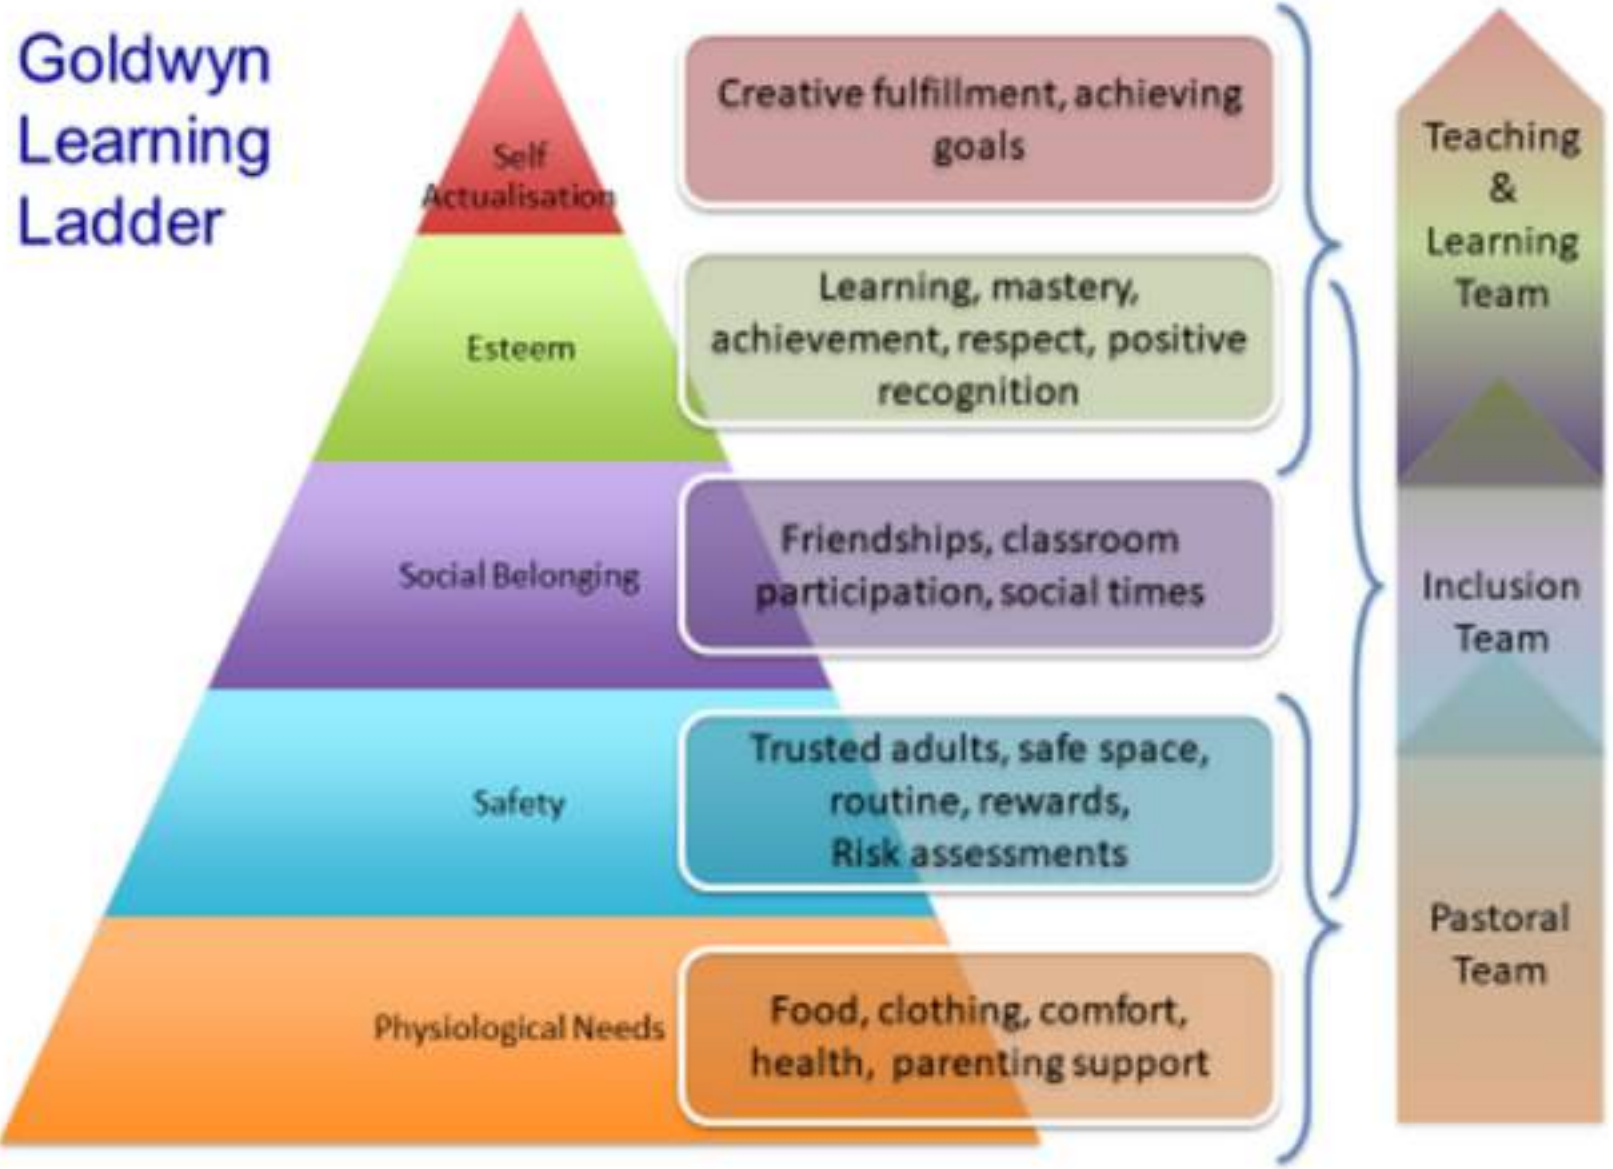 Goldwyn
Learning
Ladder
Self
Actualisation
Creative fulfillment, achieving
goals
Esteem
Learning, mastery,
achievement, respect, positive
recognition
Social Belonging
Friendships, classroom
participation, social times
Safety
Trusted adults, safe space,
routine, rewards,
Risk assessments
Physiological Needs
Food, clothing, comfort,
health, parenting support
Teaching
&
Learning
Team
Inclusion
Team
Pastoral
Team